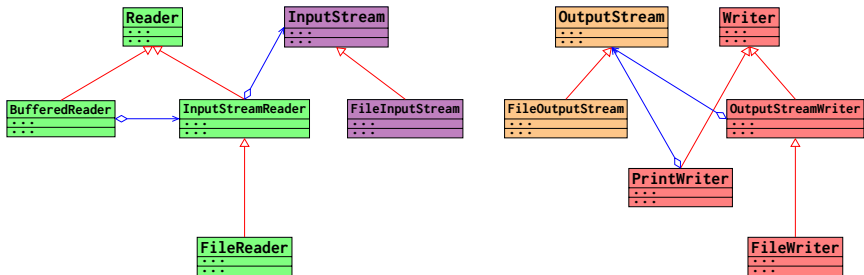 Reader
...
...
InputStream
...
...
OutputStream
...
...
Writer
...
...
BufferedReader
...
...
InputStreamReader
...
...
FileInputStream
...
...
FileOutputStream
...
...
OutputStreamWriter
...
...
PrintWriter
...
...
FileReader
...
...
FileWriter
...
...